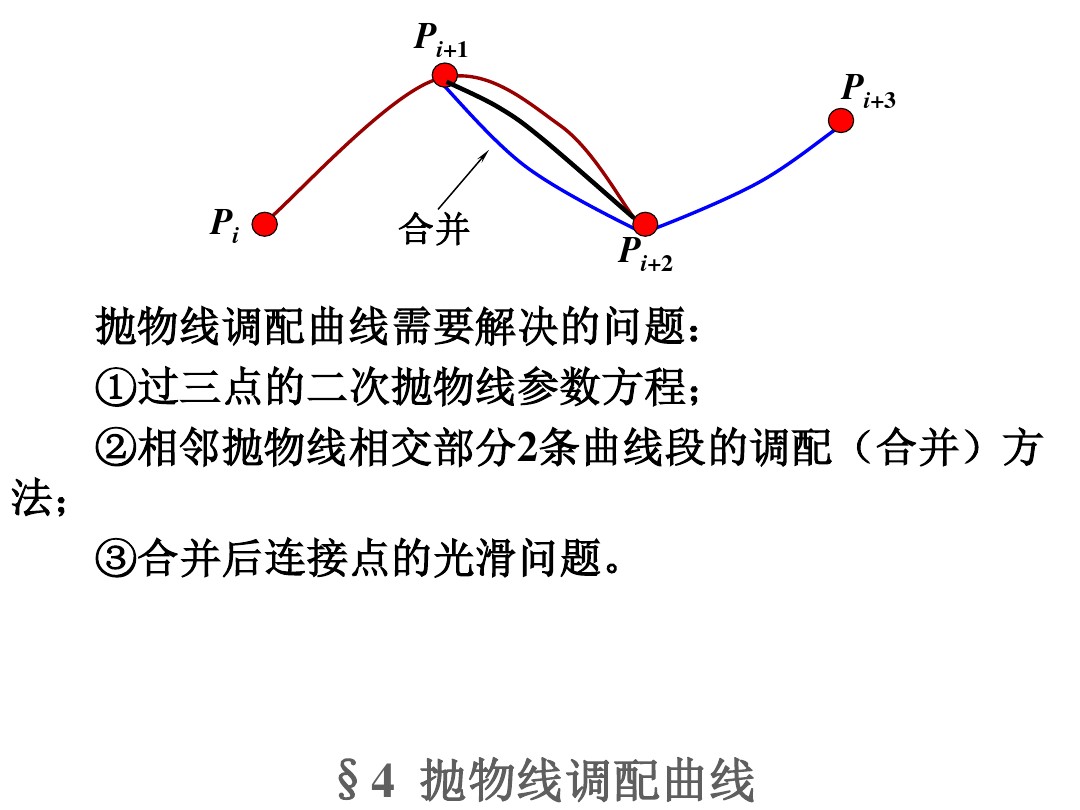 P_{i+1}
P_{i+3}
P_i
合并
P_{i+2}
抛物线调配曲线需要解决的问题：
①过三点的二次抛物线参数方程；
②相邻抛物线相交部分2条曲线段的调配（合并）方
法；
③合并后连接点的光滑问题。
§4 抛物线调配曲线